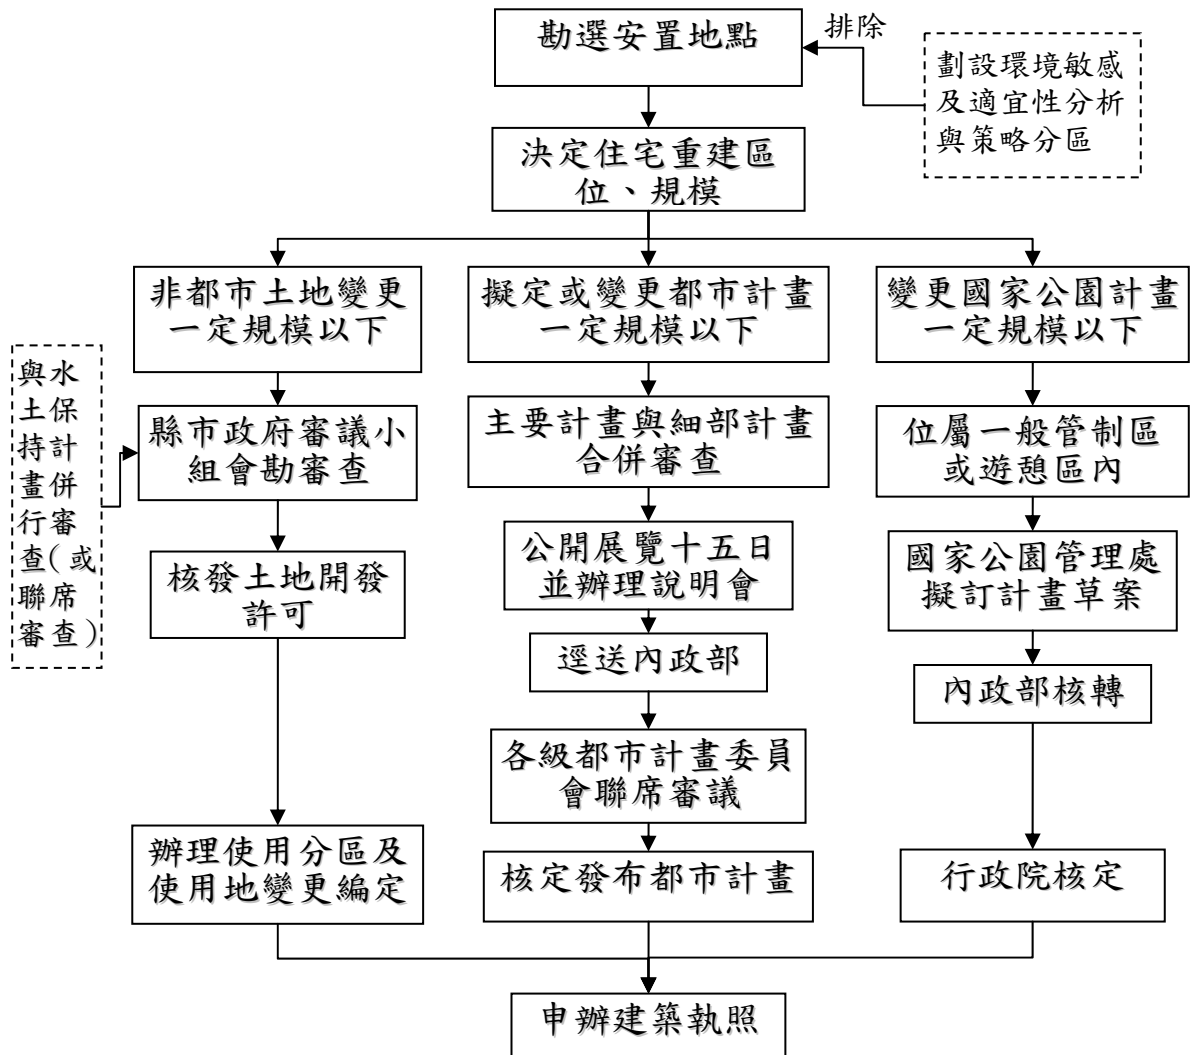 勘選安置地點
排除
劃設環境敏感
及適宜性分析
與策略分區
決定住宅重建區
位、規模
非都市土地變更
一定規模以下
擬定或變更都市計畫
一定規模以下
變更國家公園計畫
一定規模以下
與水
土保
持計
畫併
行審
查(或
聯席
審查)
縣市政府審議小
組會勘審查
主要計畫與細部計畫
合併審查
位屬一般管制區
或遊憩區內
核發土地開發
許可
公開展覽十五日
並辦理說明會
國家公園管理處
擬訂計畫草案
逕送內政部
內政部核轉
各級都市計畫委員
會聯席審議
辦理使用分區及
使用地變更編定
核定發布都市計畫
行政院核定
申辦建築執照